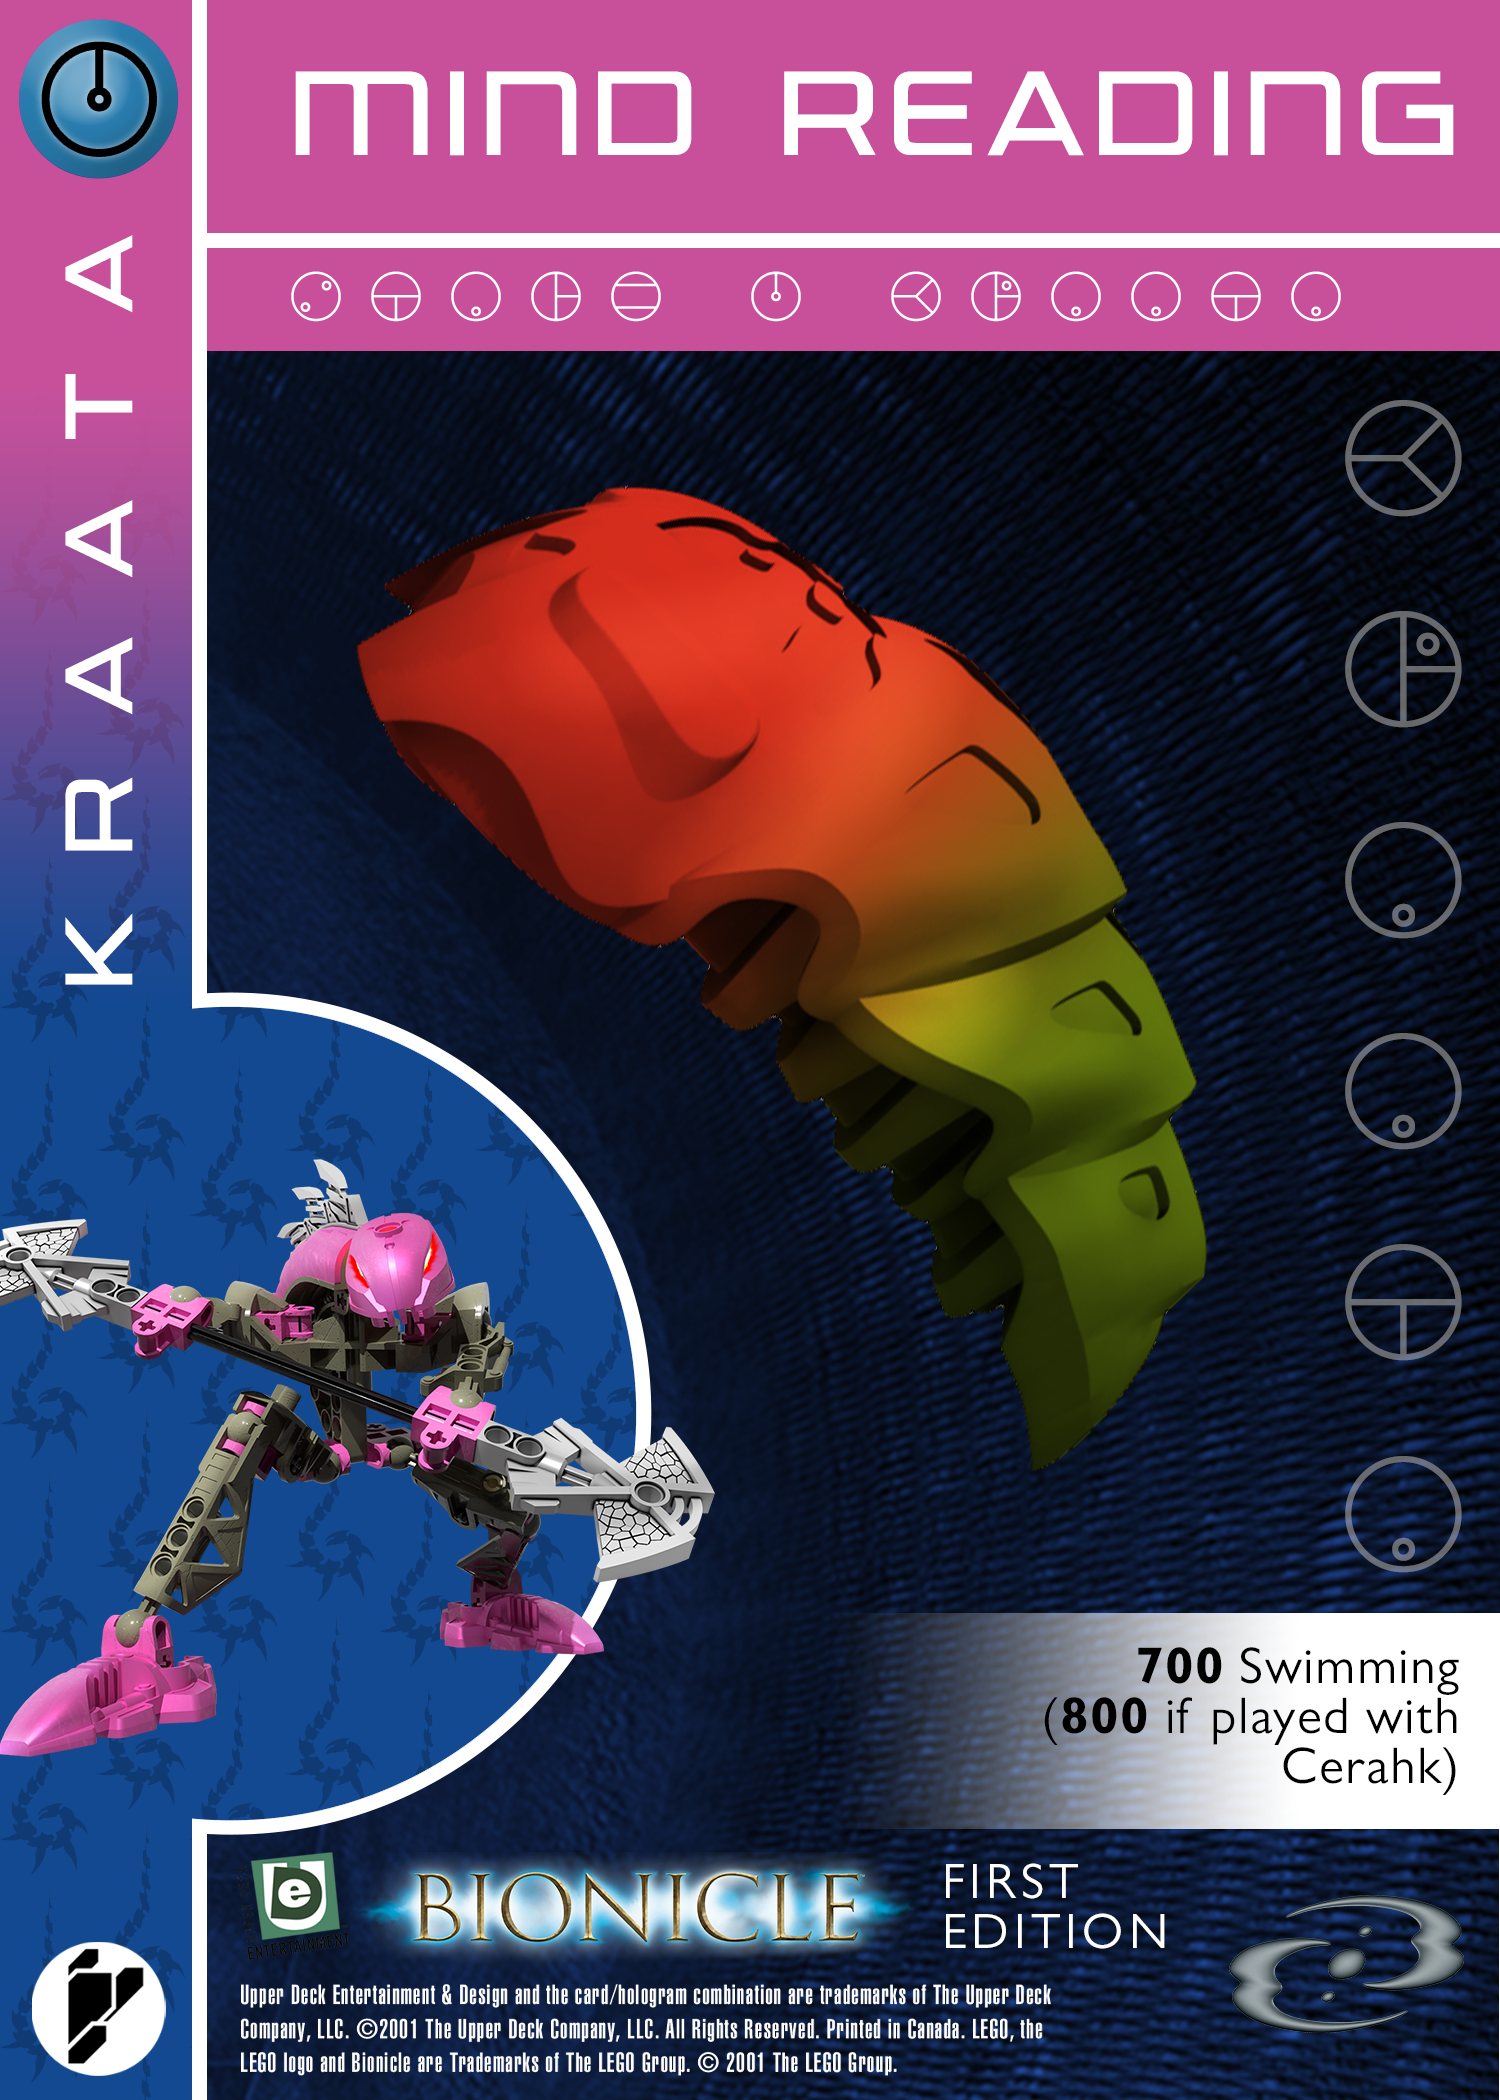 MIND READING
KRAATA
700 Swimming
(800 if played with
Cerahk)
e
ENTERTAINMENT
BIONICLE
FIRST
EDITION
Upper Deck Entertainment & Design and the card/hologram combination are trademarks of The Upper Deck
Company, LLC. ©2001 The Upper Deck Company, LLC. All Rights Reserved. Printed in Canada. LEGO, the
LEGO logo and Bionicle are Trademarks of The LEGO Group. © 2001 The LEGO Group.